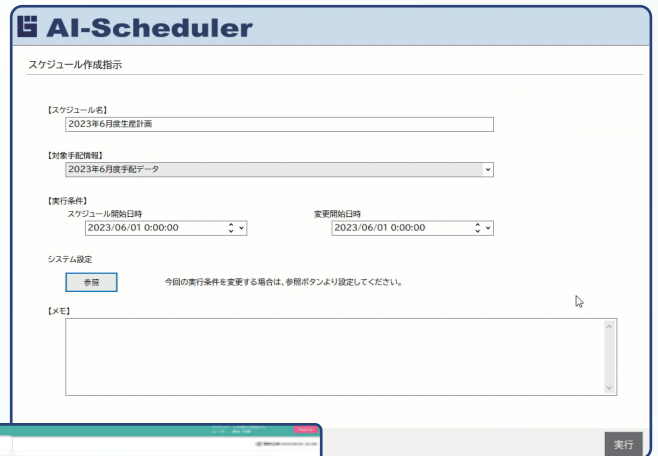 AI-Scheduler
スケジュール作成指示
【スケジュール名】
2023年6月度生産計画
【対象手配情報】
2023年6月度手配データ
【実行条件】
スケジュール開始日時 変更開始日時
2023/06/01 0:00:00 2023/06/01 0:00:00
システム設定
参照 今回の実行条件を変更する場合は、参照ボタンより設定してください。
【メモ】
実行